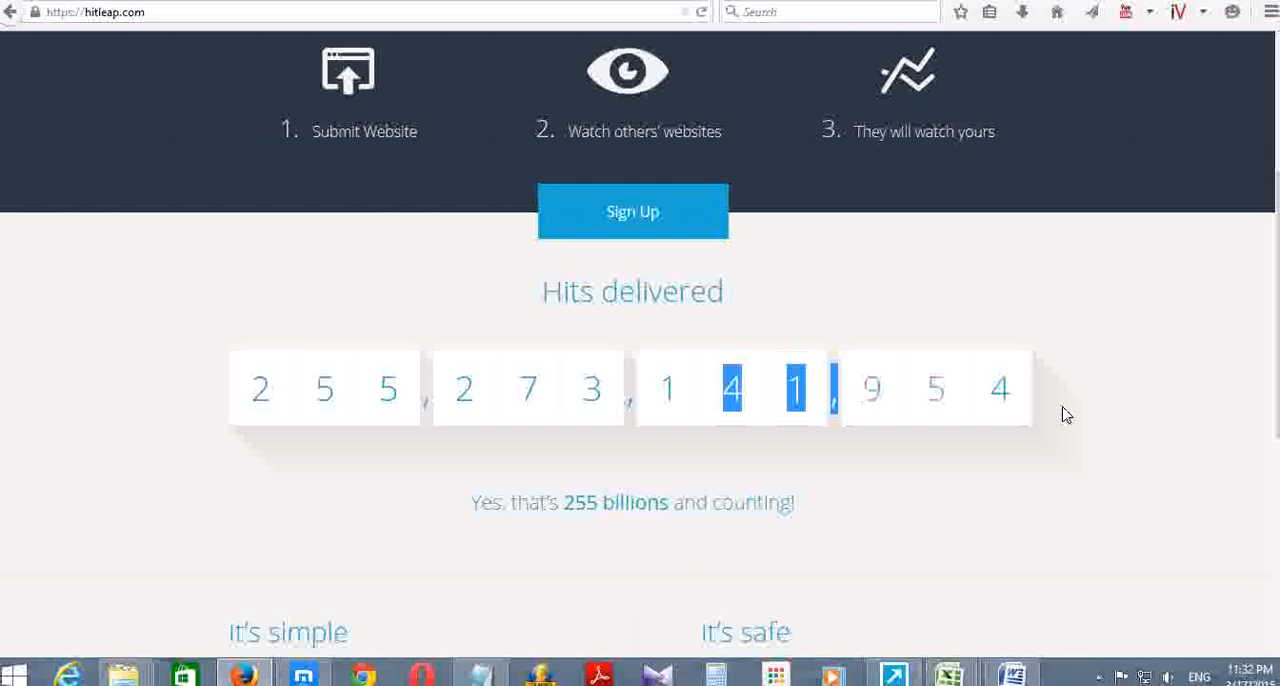 https://hitleap.com
Search
1. Submit Website
2. Watch others' websites
3. They will watch yours
Sign Up
Hits delivered
255,273,141,954
Yes, that's 255 billions and counting!
It's simple
It's safe
ENG
11:32 PM